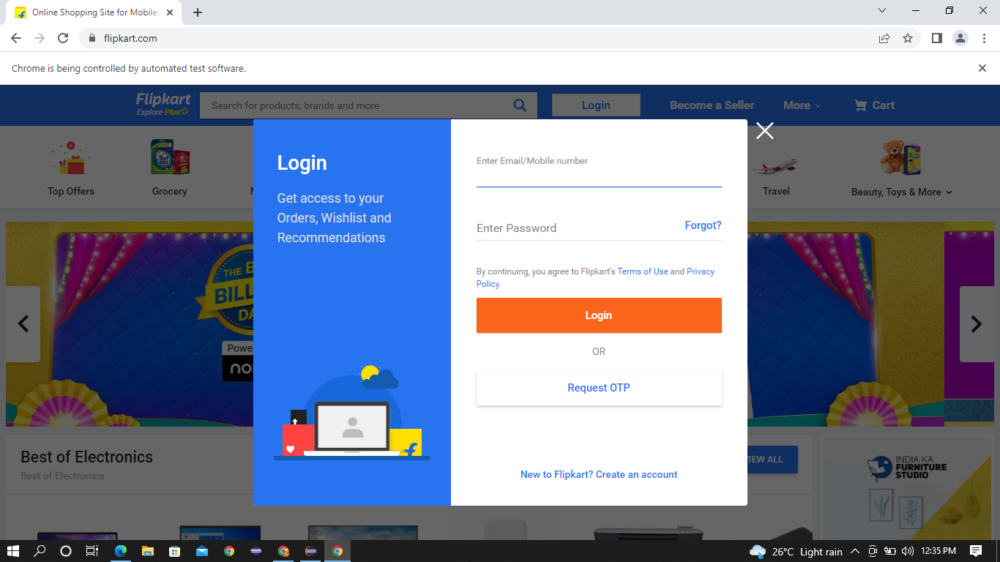 Online Shopping Site for Mobiles
flipkart.com
Chrome is being controlled by automated test software.
Flipkart
Explore Plus
Search for products, brands and more
Login
Become a Seller
More
Cart
Top Offers
Grocery
Travel
Beauty, Toys & More
Login
Get access to your
Orders, Wishlist and
Recommendations
Enter Email/Mobile number
Enter Password
Forgot?
By continuing, you agree to Flipkart's Terms of Use and Privacy
Policy.
Login
OR
Request OTP
New to Flipkart? Create an account
THE B
BILL
DA
Powe
Best of Electronics
Best of Electronics
VIEW ALL
INDIA KA
FURNITURE
STUDIO
26°C Light rain
12:35 PM